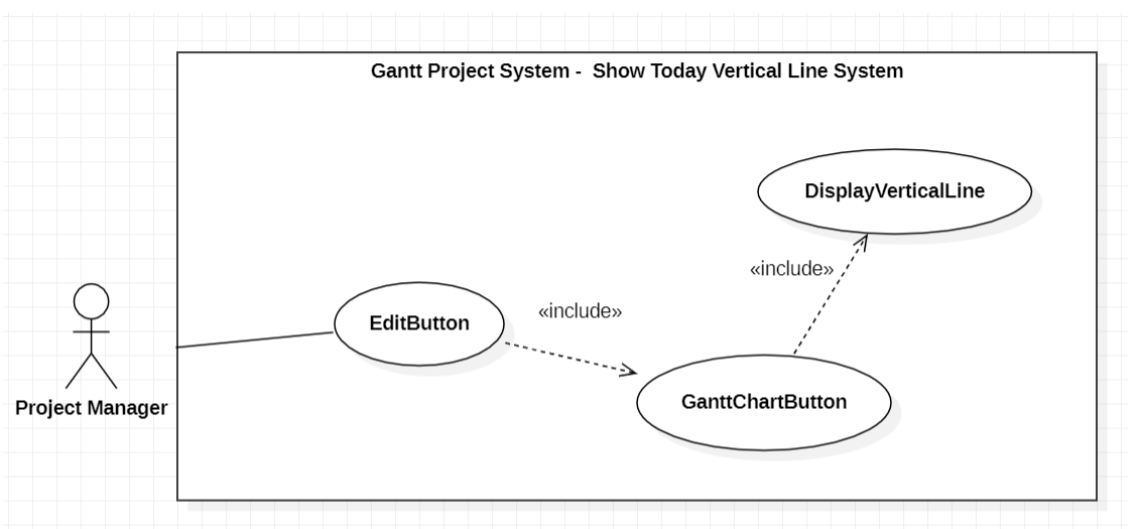 Gantt Project System -  Show Today Vertical Line System
DisplayVerticalLine
«include»
EditButton
«include»
GanttChartButton
Project Manager